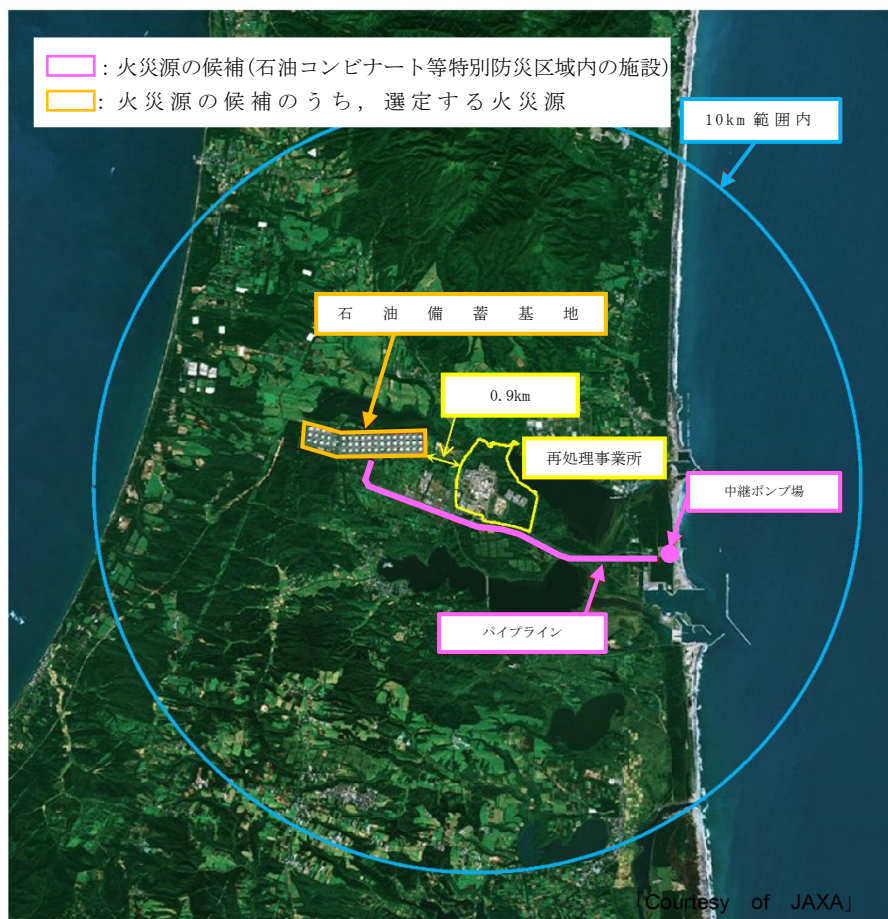 ：火災源の候補(石油コンビナート等特別防災区域内の施設)
：火災源の候補のうち，選定する火災源
10km範囲内
石油備蓄基地
0.9km
再処理事業所
中継ポンプ場
パイプライン
「Courtesy of JAXA」